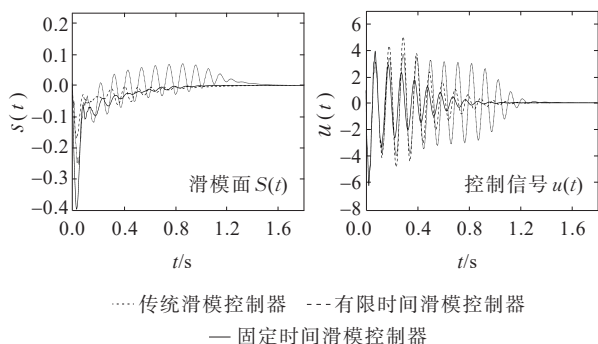 0.2
0.1
0.0
−0.1
−0.2
−0.3
−0.4
s(t)
滑模面 S(t)
0.0 0.4 0.8 1.2 1.6
t/s
6
4
2
0
−2
−4
−6
−8
u(t)
控制信号 u(t)
0.0 0.4 0.8 1.2 1.6
t/s
传统滑模控制器 有限时间滑模控制器
固定时间滑模控制器